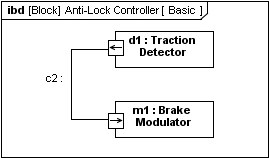 ibd [Block] Anti-Lock Controller [ Basic ]
d1 : Traction
Detector
c2 :
m1 : Brake
Modulator